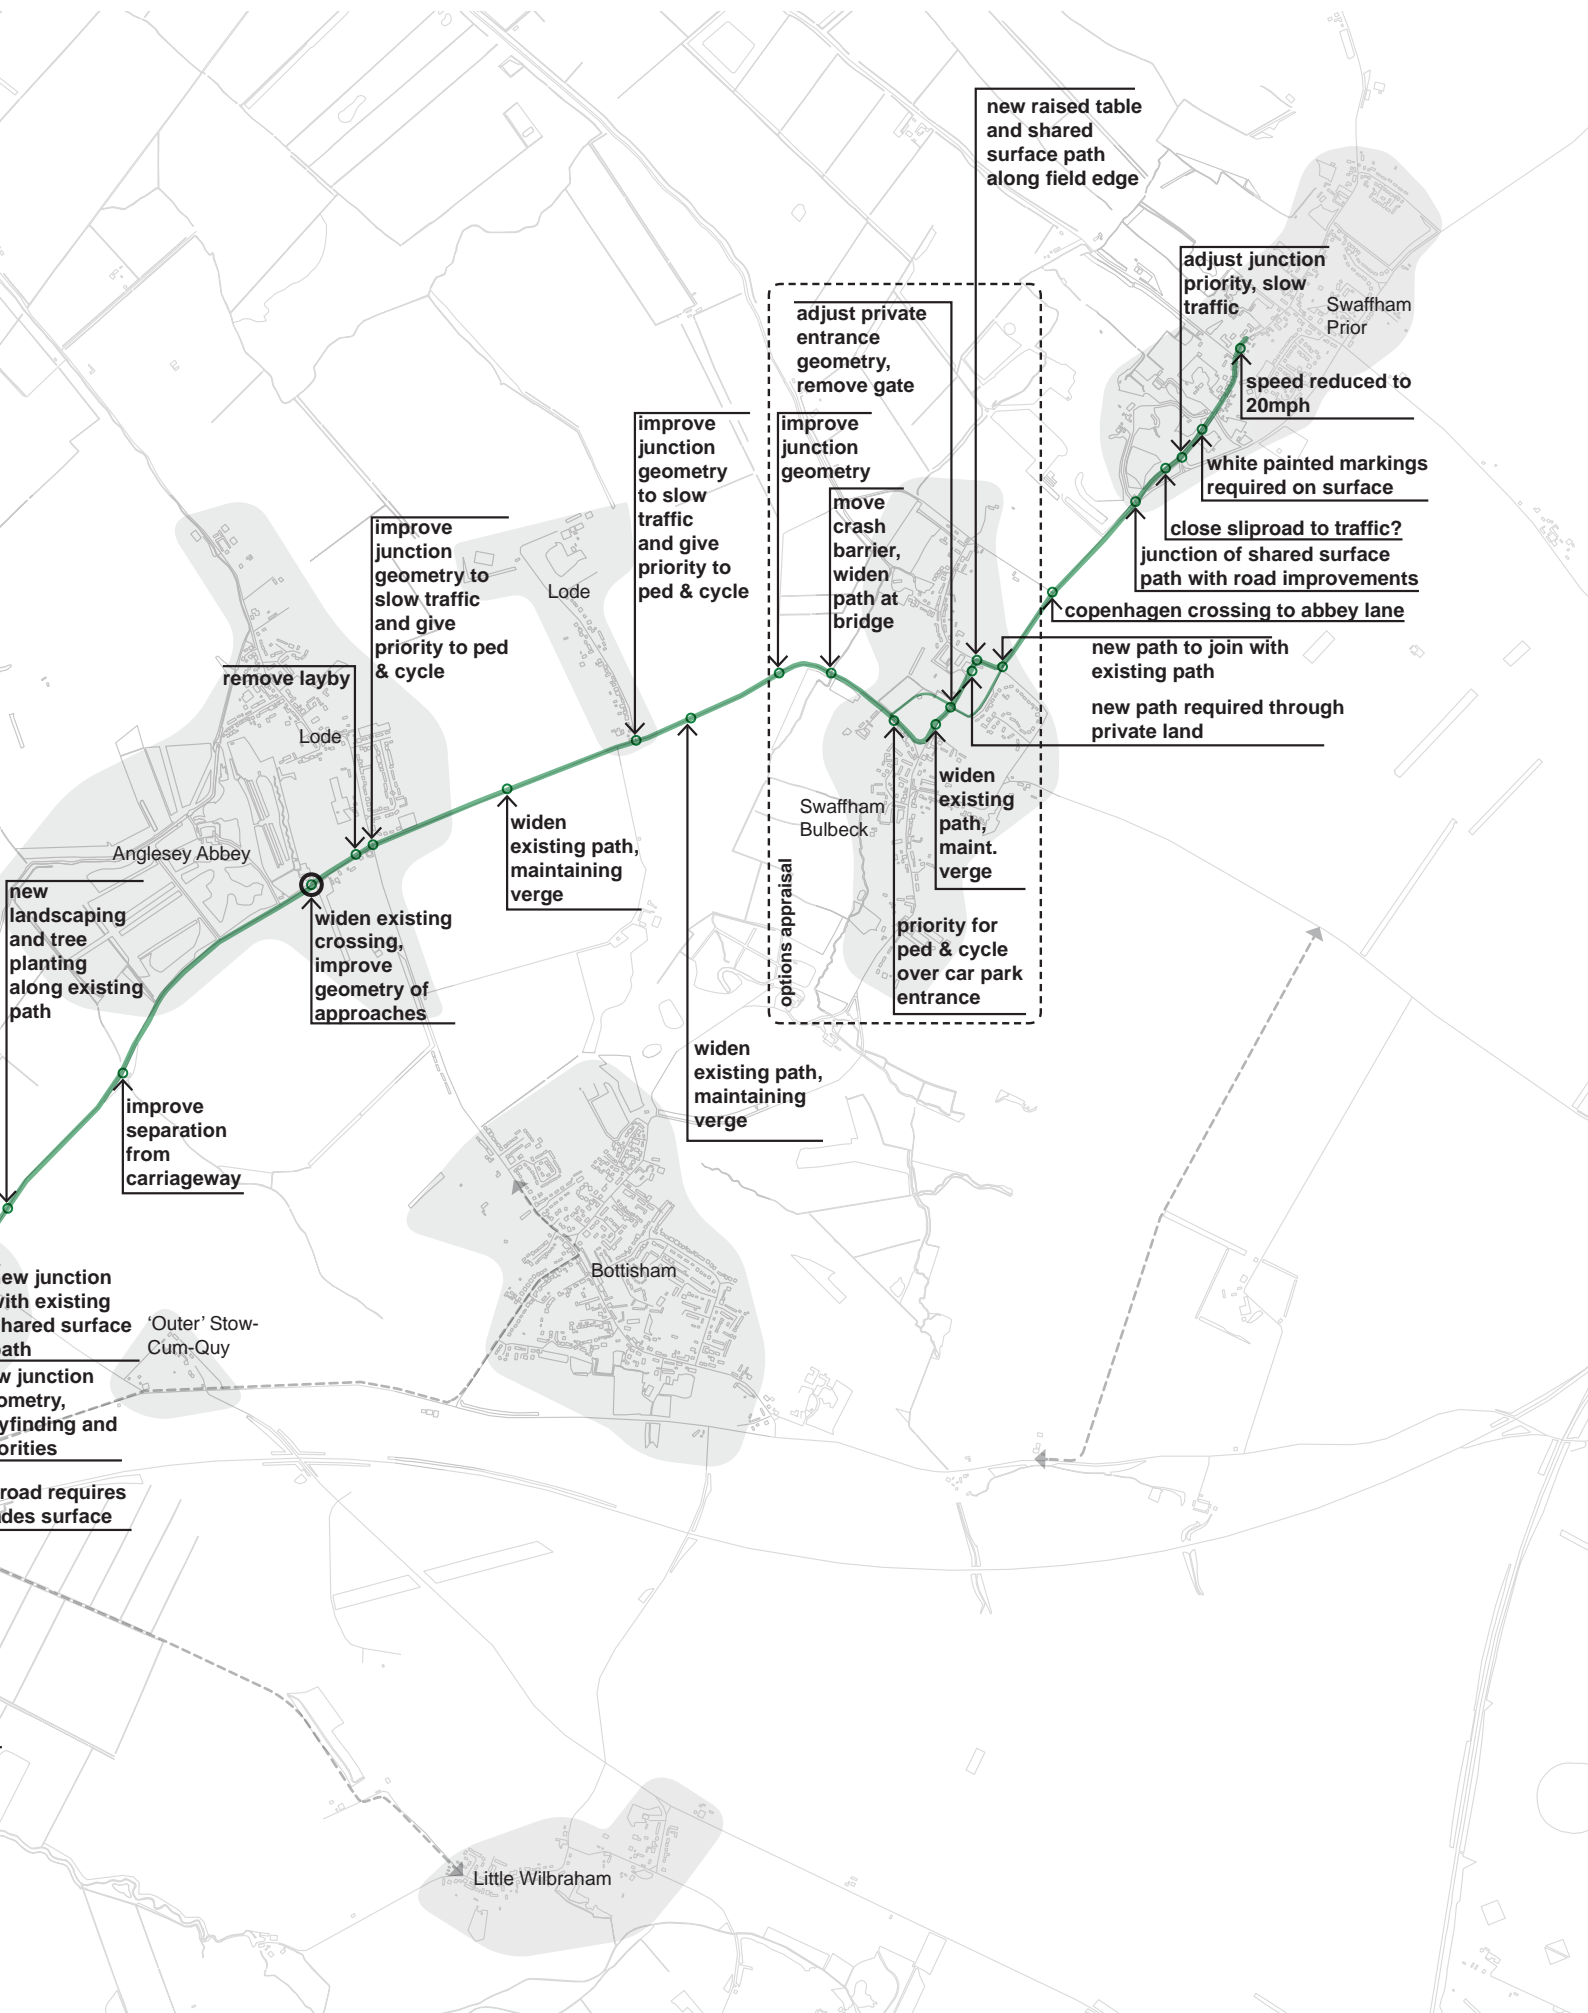 new raised table
and shared
surface path
along field edge
adjust junction
priority, slow
traffic
Swaffham
Prior
adjust private
entrance
geometry,
remove gate
speed reduced to
20mph
improve
junction
geometry
to slow
traffic
and give
priority to
ped & cycle
improve
junction
geometry
white painted markings
required on surface
move
crash
barrier,
widen
path at
bridge
close sliproad to traffic?
improve
junction
geometry to
slow traffic
and give
priority to ped
& cycle
junction of shared surface
path with road improvements
Lode
copenhagen crossing to abbey lane
new path to join with
existing path
remove layby
new path required through
private land
Lode
widen
existing
path,
maint.
verge
Swaffham
Bulbeck
widen
existing path,
maintaining
verge
Anglesey Abbey
options appraisal
new
landscaping
and tree
planting
along existing
path
widen existing
crossing,
improve
geometry of
approaches
priority for
ped & cycle
over car park
entrance
widen
existing path,
maintaining
verge
improve
separation
from
carriageway
Bottisham
junction
existing
surface
'Outer' Stow-
Cum-Quy
junction
and
road requires
surface
Little Wilbraham